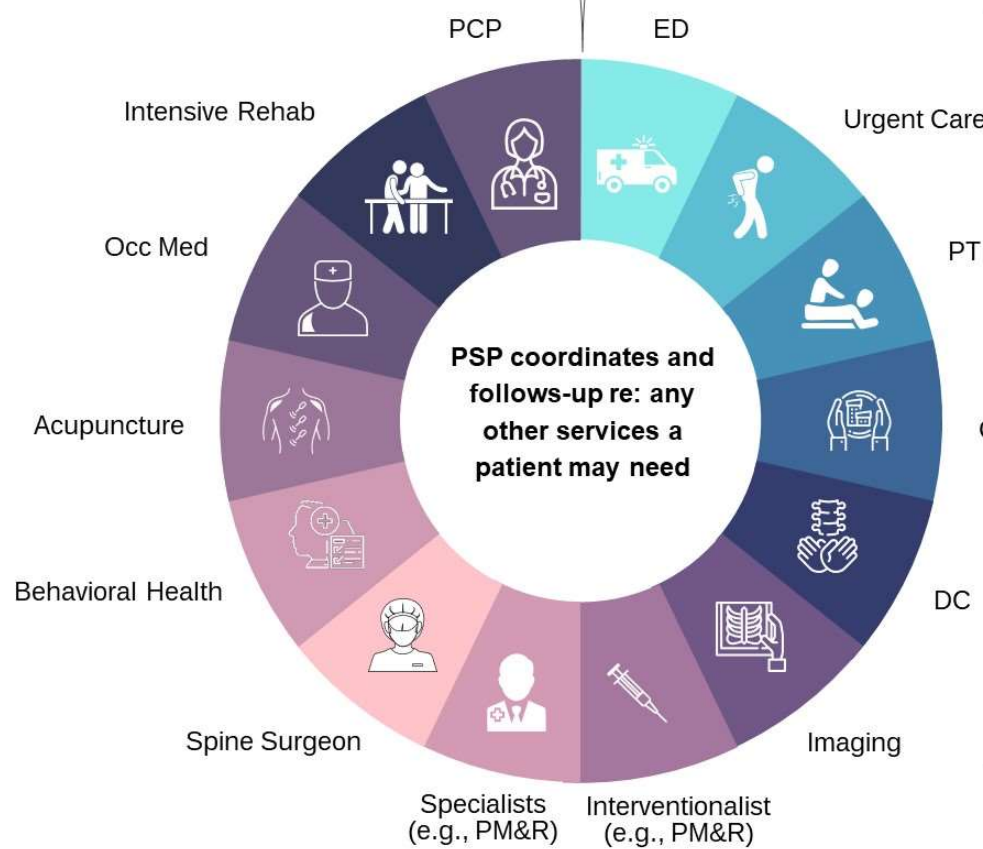 PCP
ED
Intensive Rehab
Urgent Care
Occ Med
PT
PSP coordinates and
follows-up re: any
other services a
patient may need
Acupuncture
Behavioral Health
DC
Spine Surgeon
Imaging
Specialists
(e.g., PM&R)
Interventionalist
(e.g., PM&R)